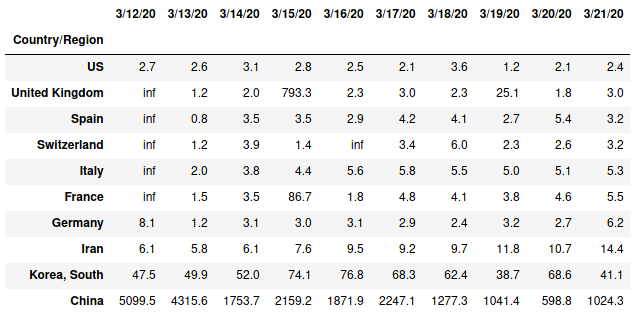 3/12/20 3/13/20 3/14/20 3/15/20 3/16/20 3/17/20 3/18/20 3/19/20 3/20/20 3/21/20
Country/Region
US 2.7 2.6 3.1 2.8 2.5 2.1 3.6 1.2 2.1 2.4
United Kingdom inf 1.2 2.0 793.3 2.3 3.0 2.3 25.1 1.8 3.0
Spain inf 0.8 3.5 3.5 2.9 4.2 4.1 2.7 5.4 3.2
Switzerland inf 1.2 3.9 1.4 inf 3.4 6.0 2.3 2.6 3.2
Italy inf 2.0 3.8 4.4 5.6 5.8 5.5 5.0 5.1 5.3
France inf 1.5 3.5 86.7 1.8 4.8 4.1 3.8 4.6 5.5
Germany 8.1 1.2 3.1 3.0 3.1 2.9 2.4 3.2 2.7 6.2
Iran 6.1 5.8 6.1 7.6 9.5 9.2 9.7 11.8 10.7 14.4
Korea, South 47.5 49.9 52.0 74.1 76.8 68.3 62.4 38.7 68.6 41.1
China 5099.5 4315.6 1753.7 2159.2 1871.9 2247.1 1277.3 1041.4 598.8 1024.3